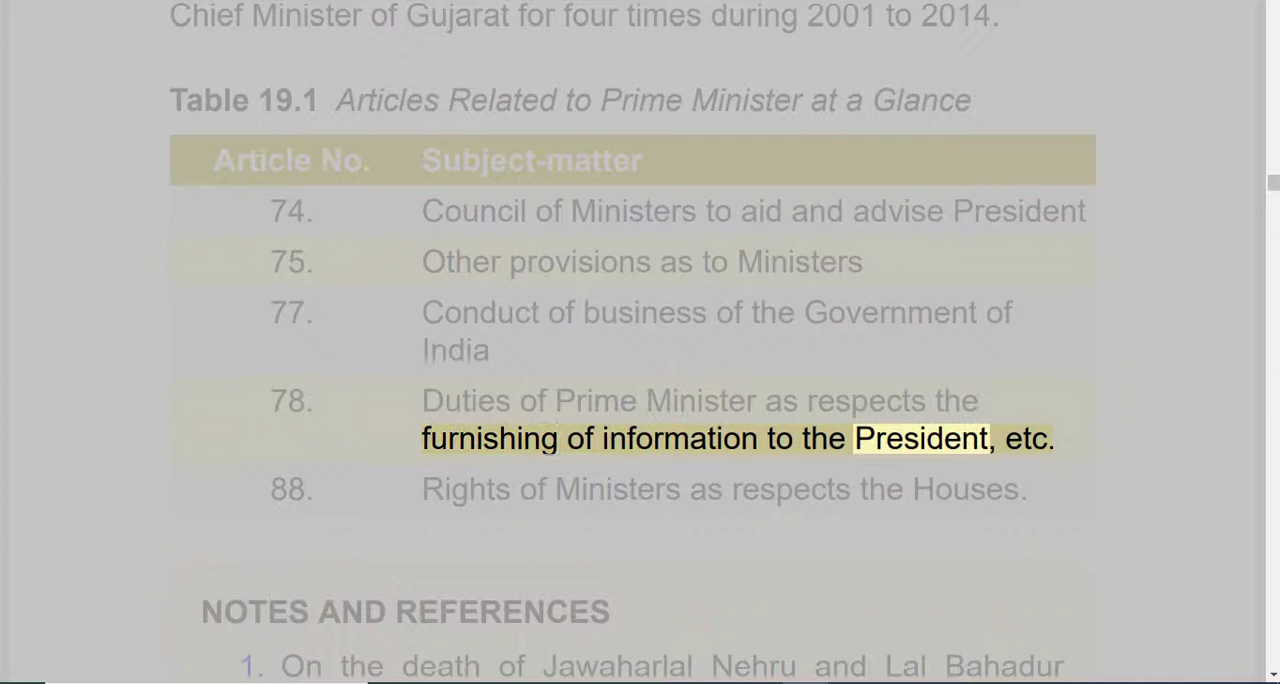 Chief Minister of Gujarat for four times during 2001 to 2014.
Table 19.1 Articles Related to Prime Minister at a Glance
Article No. Subject-matter
74. Council of Ministers to aid and advise President
75. Other provisions as to Ministers
77. Conduct of business of the Government of
India
78. Duties of Prime Minister as respects the
furnishing of information to the President, etc.
88. Rights of Ministers as respects the Houses.
NOTES AND REFERENCES
1. On the death of Jawaharlal Nehru and Lal Bahadur